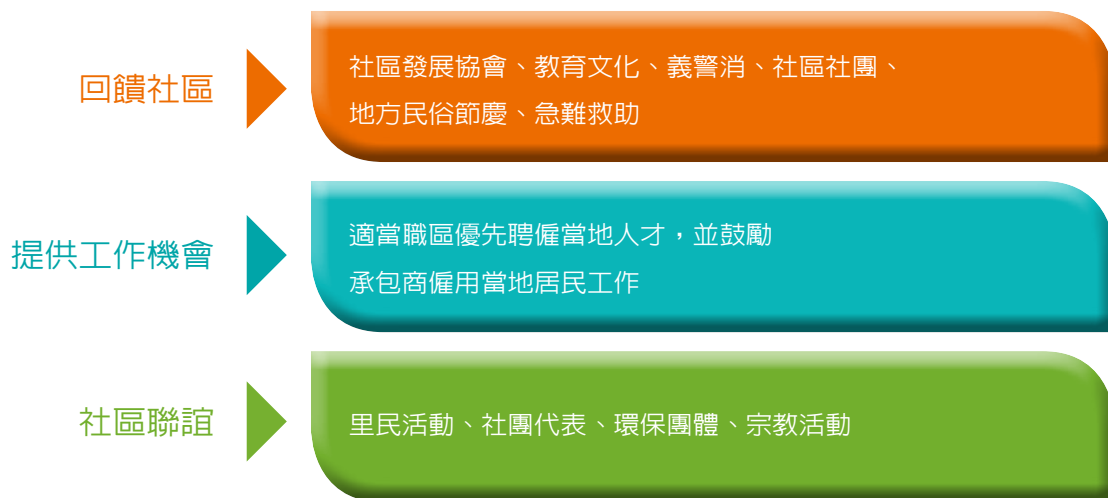 回饋社區
社區發展協會、教育文化、義警消、社區社團、
地方民俗節慶、急難救助
提供工作機會
適當職區優先聘僱當地人才，並鼓勵
承包商僱用當地居民工作
社區聯誼
里民活動、社團代表、環保團體、宗教活動